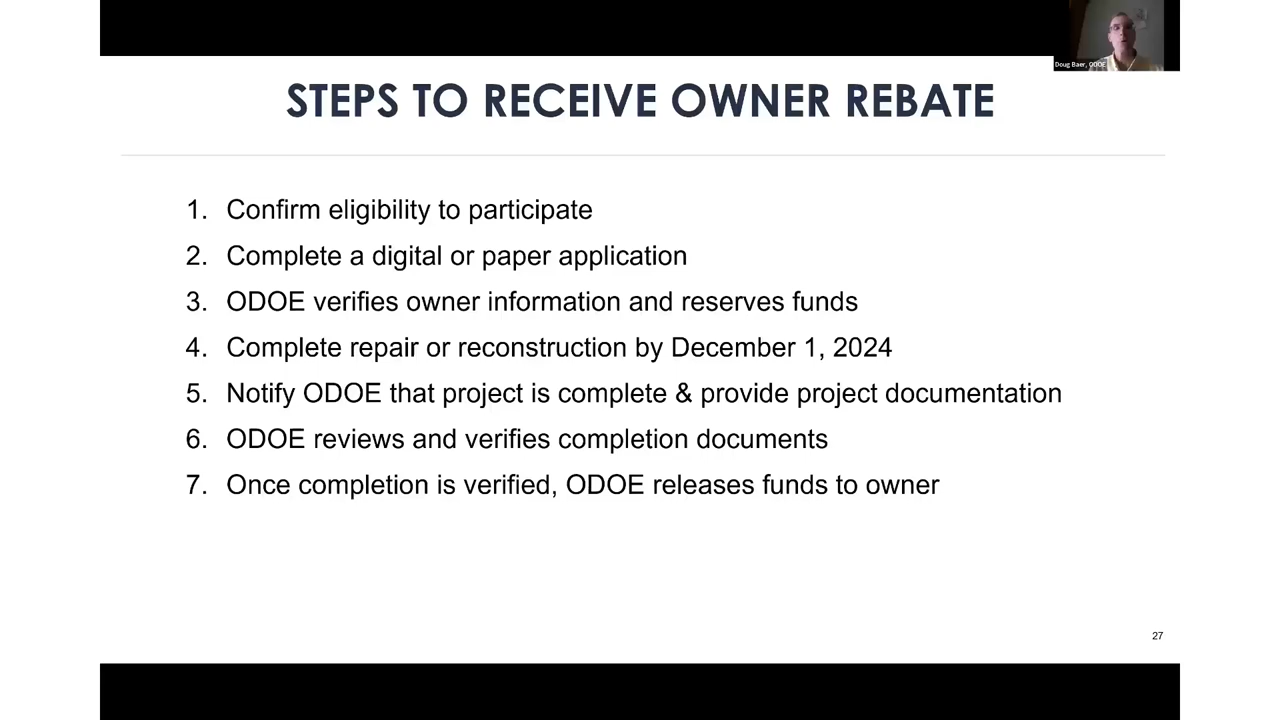 Doug Baer, ODOE
STEPS TO RECEIVE OWNER REBATE
1. Confirm eligibility to participate
2. Complete a digital or paper application
3. ODOE verifies owner information and reserves funds
4. Complete repair or reconstruction by December 1, 2024
5. Notify ODOE that project is complete & provide project documentation
6. ODOE reviews and verifies completion documents
7. Once completion is verified, ODOE releases funds to owner
27